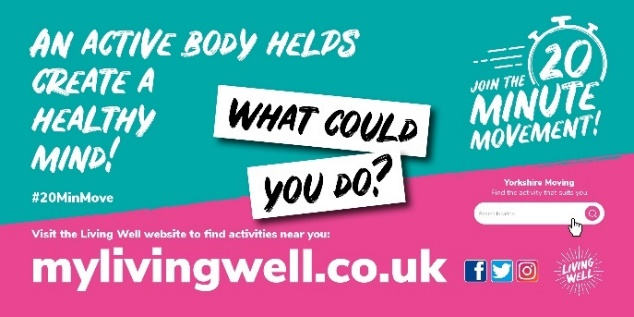 AN ACTIVE BODY HELPS
CREATE A
HEALTHY
MIND!
#20MinMove
WHAT COULD
YOU DO?
20
JOIN THE
MINUTE
MOVEMENT!
Yorkshire Moving
Find the activity that suits you
Visit the Living Well website to find activities near you:
mylivingwell.co.uk
LIVING
WELL